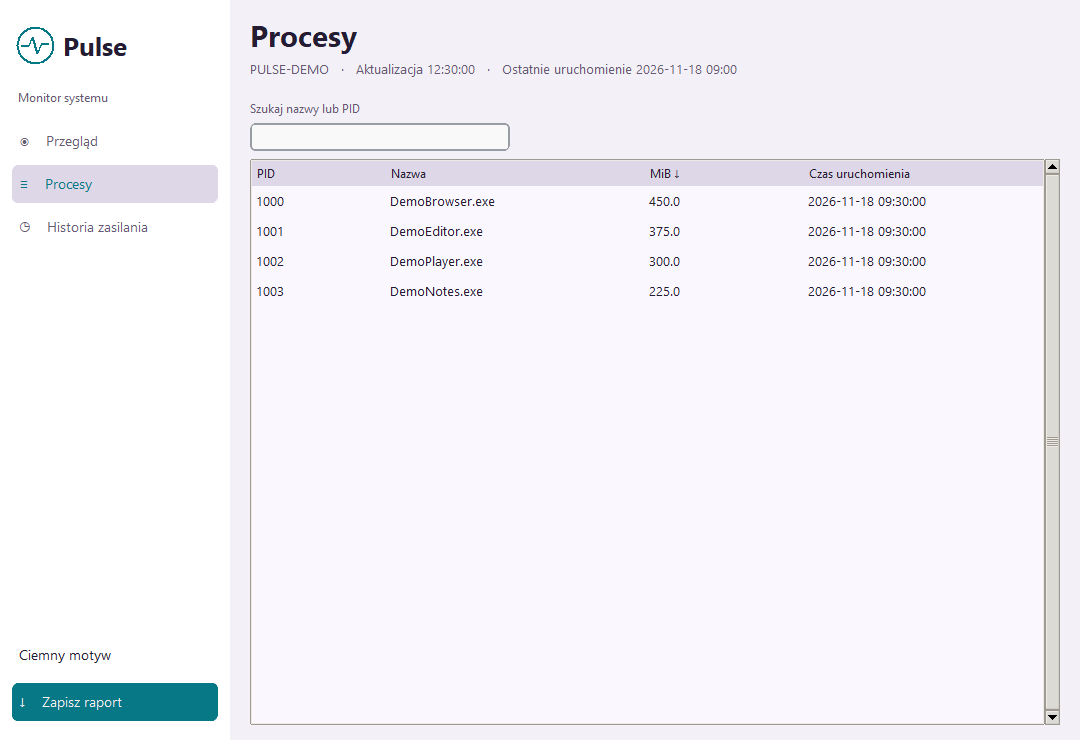 Pulse
Monitor systemu
Przegląd
Procesy
Historia zasilania
Ciemny motyw
↓ Zapisz raport
Procesy
PULSE-DEMO · Aktualizacja 12:30:00 · Ostatnie uruchomienie 2026-11-18 09:00
Szukaj nazwy lub PID
PID Nazwa MiB ↓ Czas uruchomienia
1000 DemoBrowser.exe 450.0 2026-11-18 09:30:00
1001 DemoEditor.exe 375.0 2026-11-18 09:30:00
1002 DemoPlayer.exe 300.0 2026-11-18 09:30:00
1003 DemoNotes.exe 225.0 2026-11-18 09:30:00